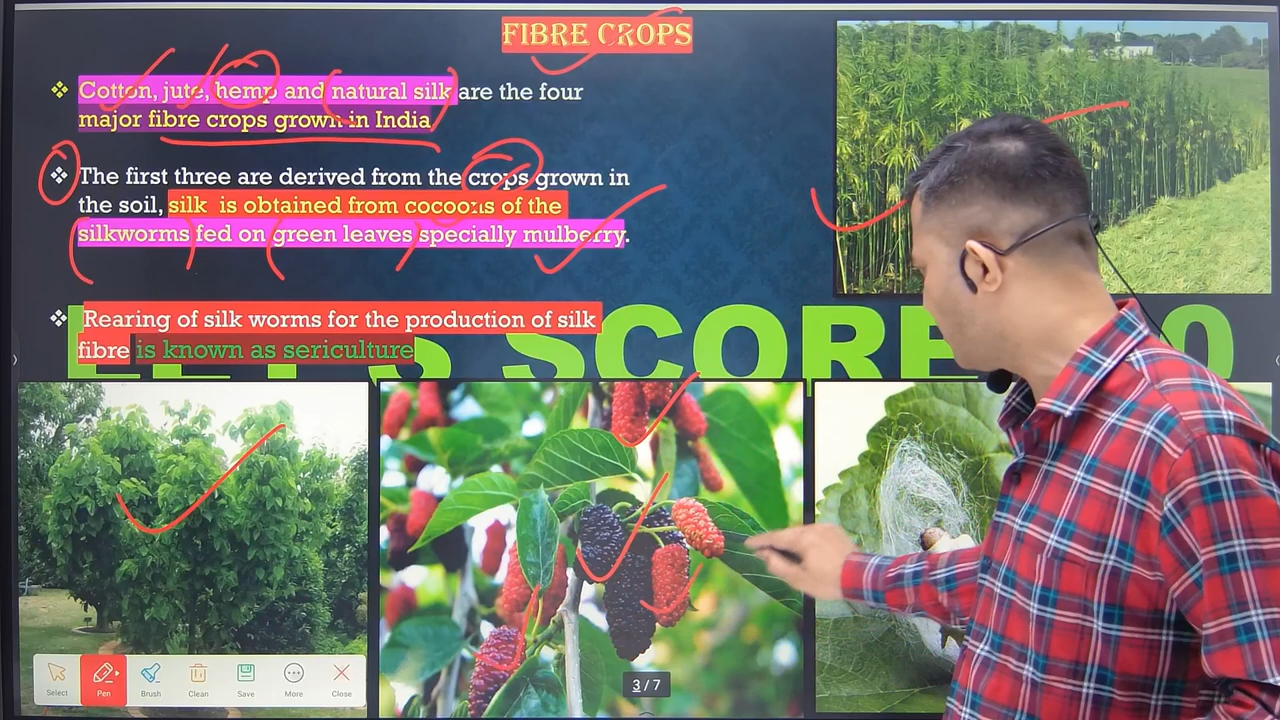 FIBRE CROPS
Cotton, jute, hemp and natural silk are the four
major fibre crops grown in India
The first three are derived from the crops grown in
the soil, silk is obtained from cocoons of the
silkworms fed on green leaves specially mulberry.
Rearing of silk worms for the production of silk
fibre is known as sericulture
LET'S SCORE 0
Select
Pen
Brush
Clean
Save
More
Close
3 / 7